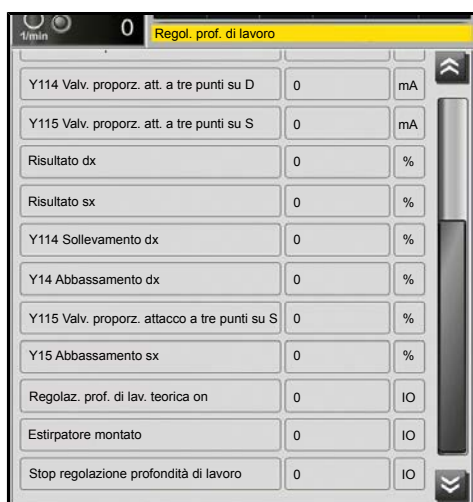 1/min
0
Regol. prof. di lavoro
Y114 Valv. proporz. att. a tre punti su D 0 mA
Y115 Valv. proporz. att. a tre punti su S 0 mA
Risultato dx 0 %
Risultato sx 0 %
Y114 Sollevamento dx 0 %
Y14 Abbassamento dx 0 %
Y115 Valv. proporz. attacco a tre punti su S 0 %
Y15 Abbassamento sx 0 %
Regolaz. prof. di lav. teorica on 0 IO
Estirpatore montato 0 IO
Stop regolazione profondità di lavoro 0 IO